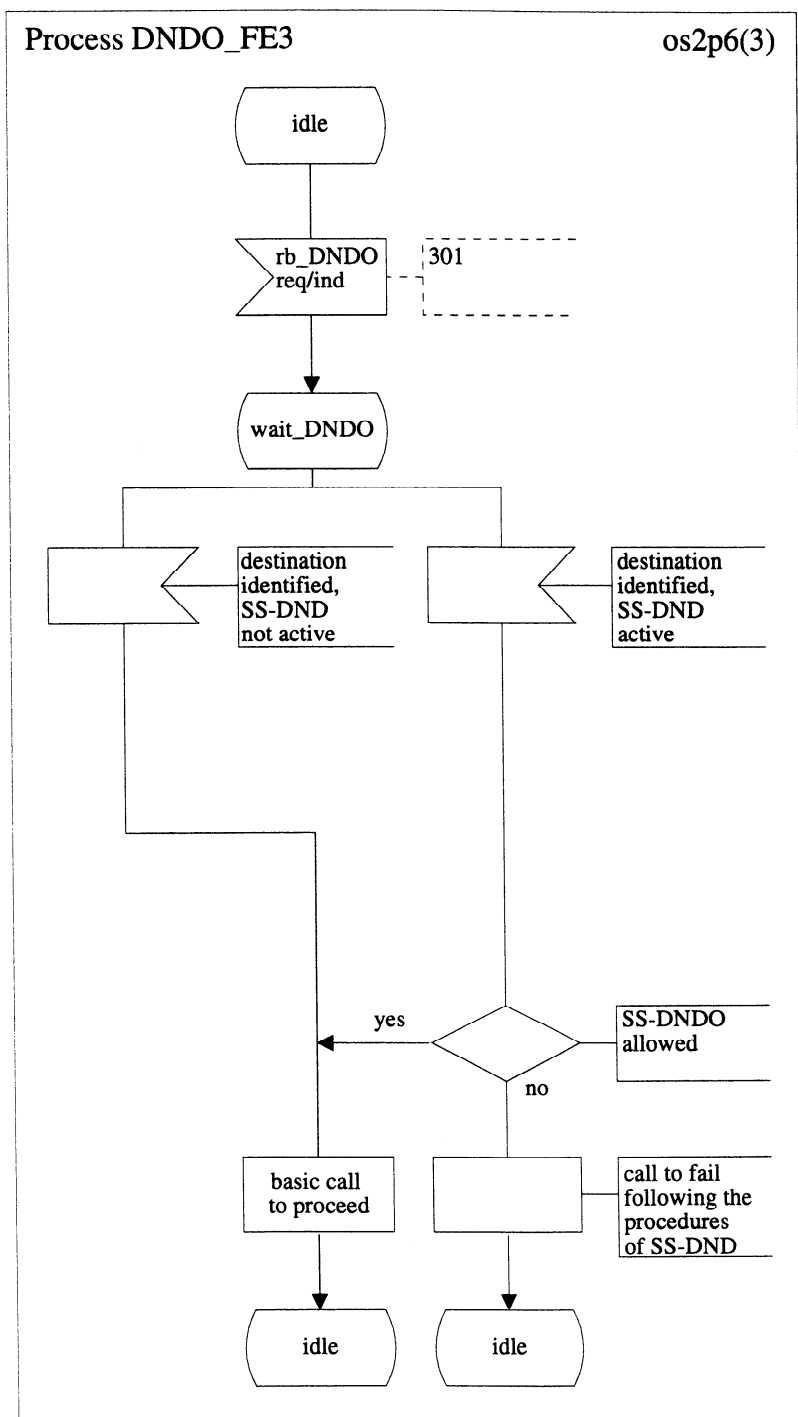 Process DNDO_FE3
os2p6(3)
idle
rb_DNDO
req/ind
301
wait_DNDO
destination
identified,
SS-DND
not active
destination
identified,
SS-DND
active
yes
SS-DNDO
allowed
no
basic call
to proceed
call to fail
following the
procedures
of SS-DND
idle
idle